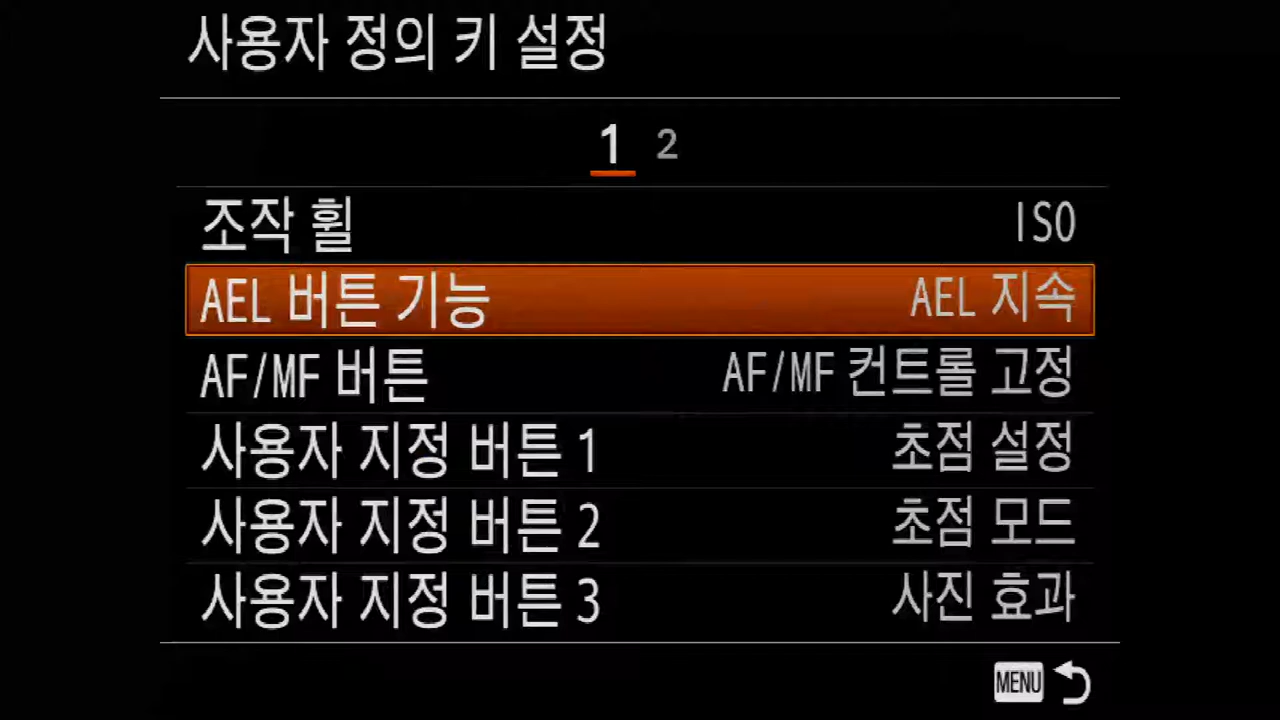 사용자 정의 키 설정
1 2
조작 휠 ISO
AEL 버튼 기능 AEL 지속
AF/MF 버튼 AF/MF 컨트롤 고정
사용자 지정 버튼 1 초점 설정
사용자 지정 버튼 2 초점 모드
사용자 지정 버튼 3 사진 효과
MENU